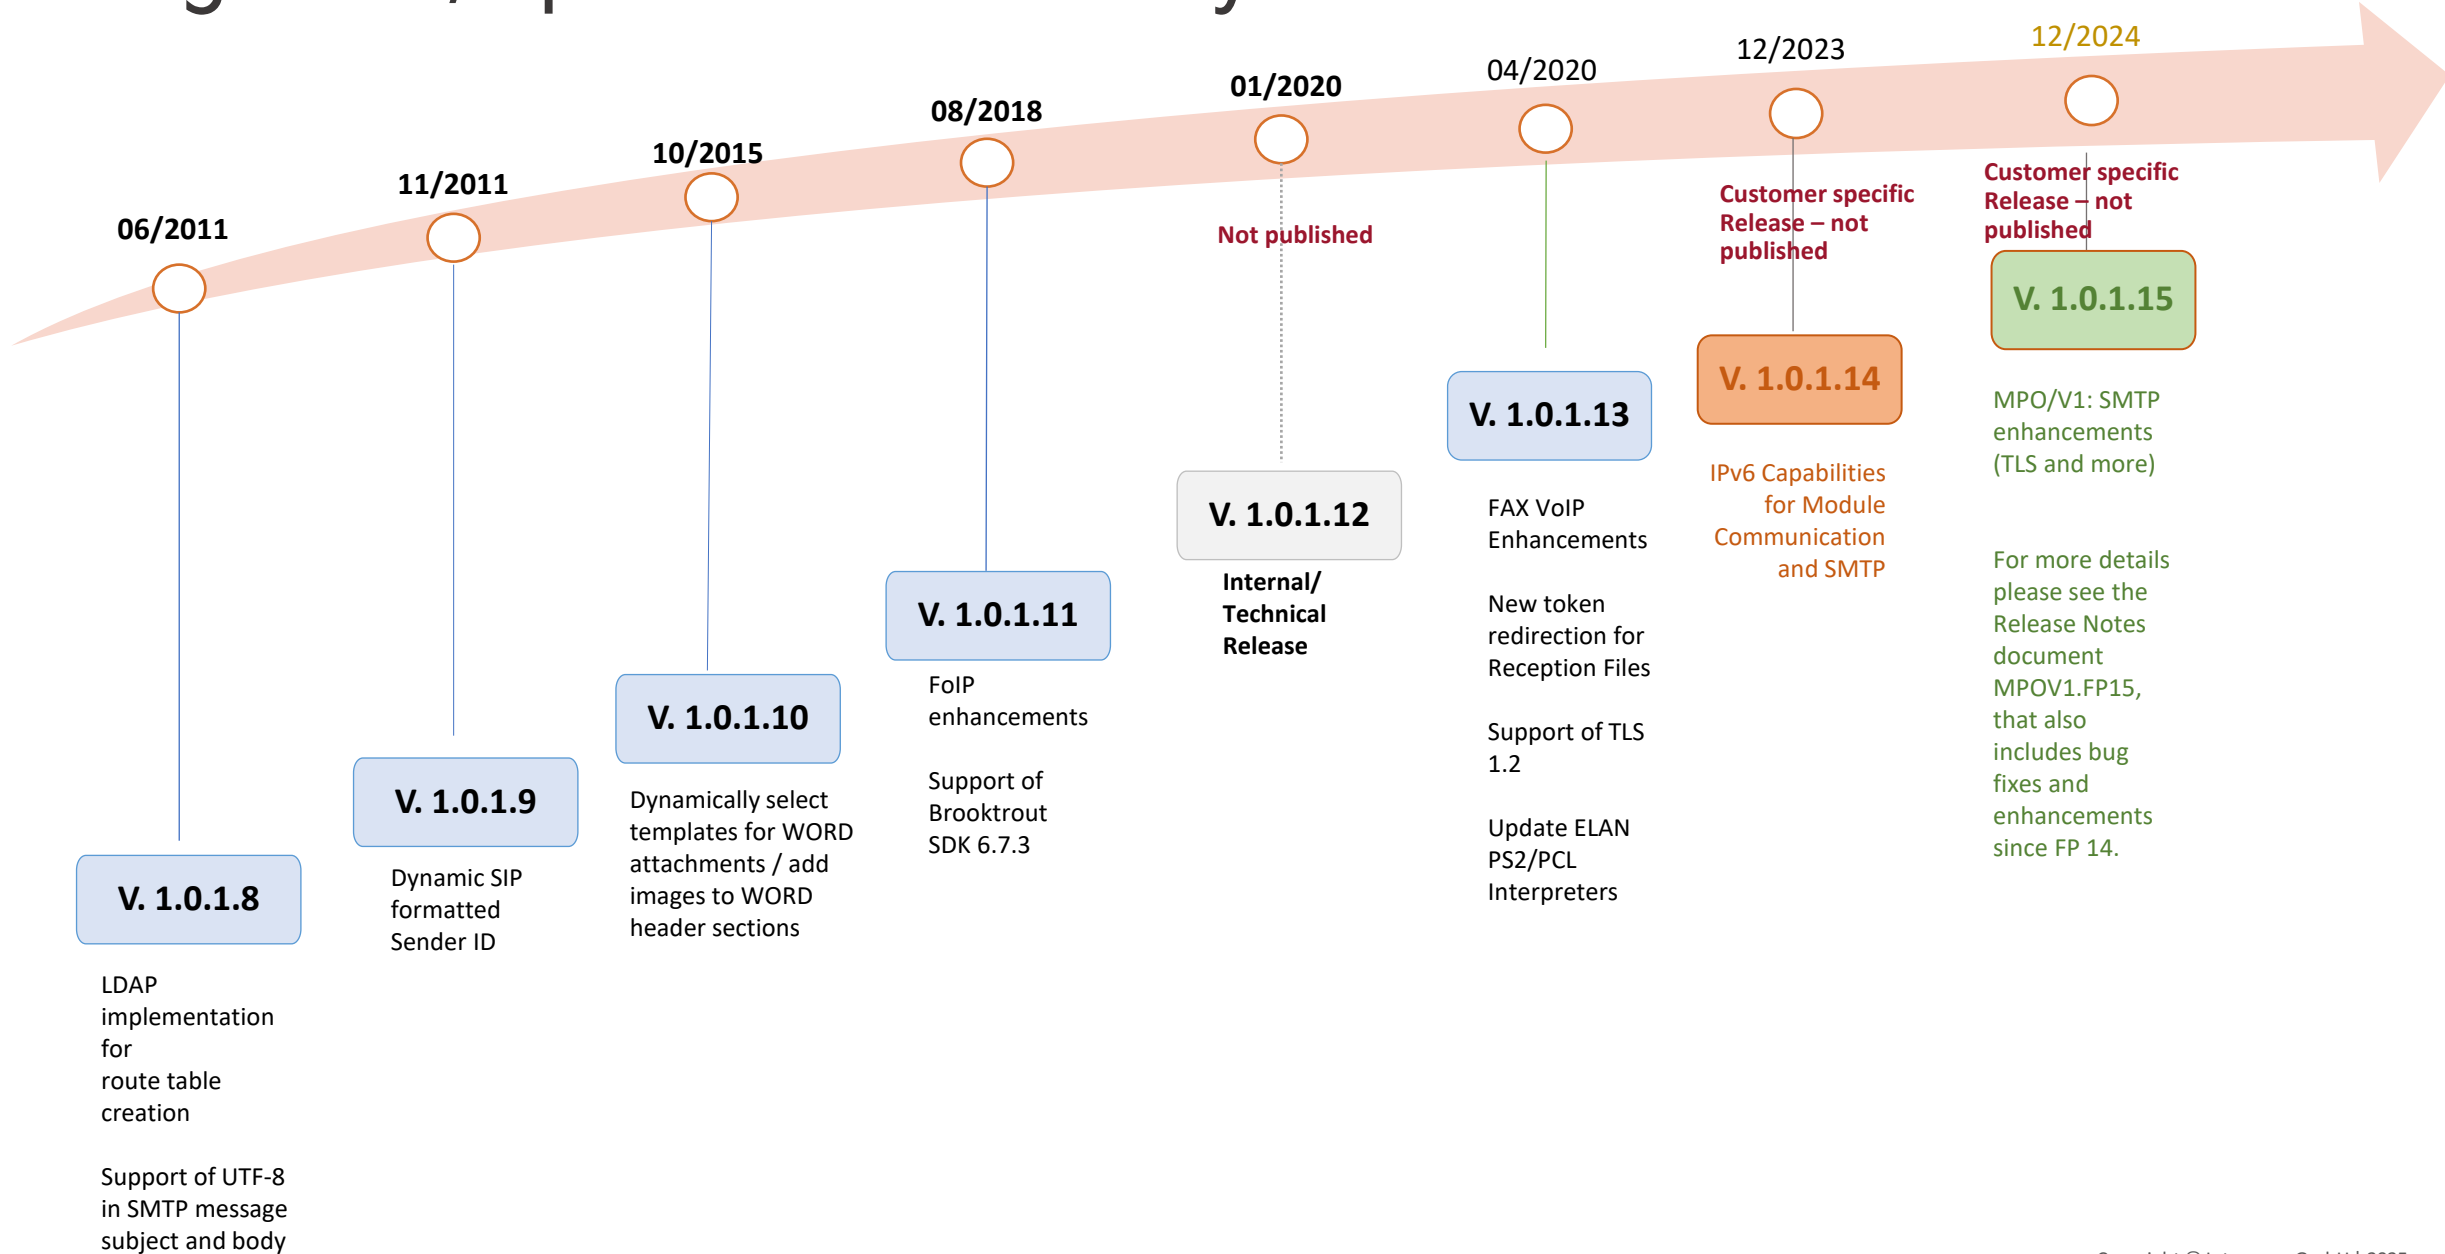 06/2011
11/2011
10/2015
08/2018
01/2020
04/2020
12/2023
12/2024
Not published
Customer specific
Release – not
published
Customer specific
Release – not
published
V. 1.0.1.8
LDAP
implementation
for
route table
creation
Support of UTF-8
in SMTP message
subject and body
V. 1.0.1.9
Dynamic SIP
formatted
Sender ID
V. 1.0.1.10
Dynamically select
templates for WORD
attachments / add
images to WORD
header sections
V. 1.0.1.11
FoIP
enhancements
Support of
Brooktrout
SDK 6.7.3
V. 1.0.1.12
Internal/
Technical
Release
V. 1.0.1.13
FAX VoIP
Enhancements
New token
redirection for
Reception Files
Support of TLS
1.2
Update ELAN
PS2/PCL
Interpreters
V. 1.0.1.14
IPv6 Capabilities
for Module
Communication
and SMTP
V. 1.0.1.15
MPO/V1: SMTP
enhancements
(TLS and more)
For more details
please see the
Release Notes
document
MPOV1.FP15,
that also
includes bug
fixes and
enhancements
since FP 14.